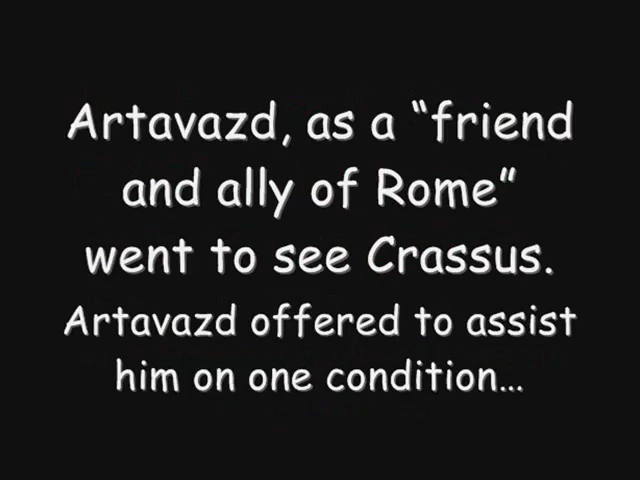 Artavazd, as a “friend
and ally of Rome”
went to see Crassus.
Artavazd offered to assist
him on one condition…